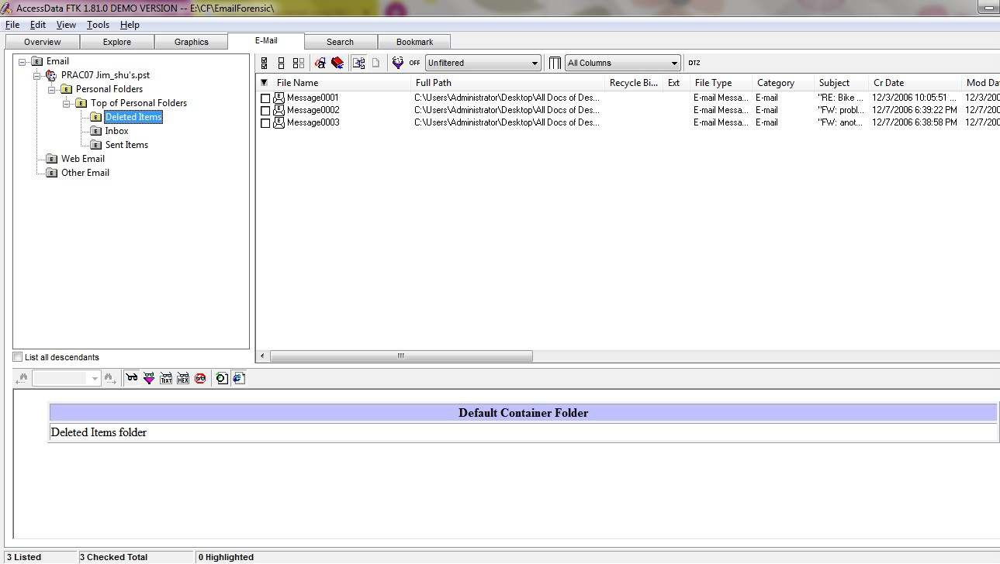 AccessData FTK 1.81.0 DEMO VERSION -- E:\CF\EmailForensic\
File Edit View Tools Help
Overview Explore Graphics E-Mail Search Bookmark
Email
PRAC07 Jim_shu's.pst
Personal Folders
Top of Personal Folders
Deleted Items
Inbox
Sent Items
Web Email
Other Email
List all descendants
OFF Unfiltered All Columns DTZ
File Name Full Path Recycle Bi... Ext File Type Category Subject Cr Date Mod Da
Message0001 C:\Users\Administrator\Desktop\All Docs of Des... E-mail Messa... E-mail "RE: Bike ... 12/3/2006 10:05:51 ... 12/3/200
Message0002 C:\Users\Administrator\Desktop\All Docs of Des... E-mail Messa... E-mail "FW: probl... 12/7/2006 6:39:22 PM 12/7/200
Message0003 C:\Users\Administrator\Desktop\All Docs of Des... E-mail Messa... E-mail "FW: anot... 12/7/2006 6:38:58 PM 12/7/200
TEXT HEX
Default Container Folder
Deleted Items folder
3 Listed 3 Checked Total 0 Highlighted